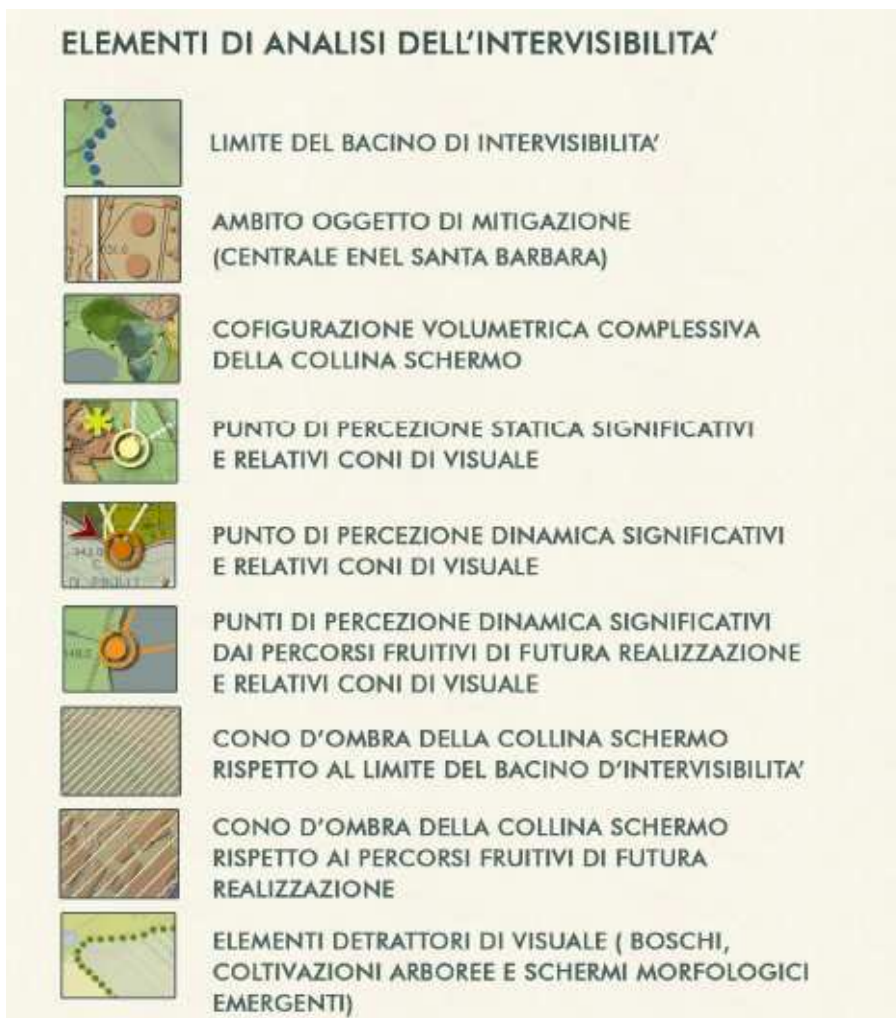 ELEMENTI DI ANALISI DELL'INTERVISIBILITA'
LIMITE DEL BACINO DI INTERVISIBILITA'
AMBITO OGGETTO DI MITIGAZIONE
(CENTRALE ENEL SANTA BARBARA)
COFIGURAZIONE VOLUMETRICA COMPLESSIVA
DELLA COLLINA SCHERMO
PUNTO DI PERCEZIONE STATICA SIGNIFICATIVI
E RELATIVI CONI DI VISUALE
PUNTO DI PERCEZIONE DINAMICA SIGNIFICATIVI
E RELATIVI CONI DI VISUALE
PUNTI DI PERCEZIONE DINAMICA SIGNIFICATIVI
DAI PERCORSI FRUITIVI DI FUTURA REALIZZAZIONE
E RELATIVI CONI DI VISUALE
CONO D'OMBRA DELLA COLLINA SCHERMO
RISPETTO AL LIMITE DEL BACINO D'INTERVISIBILITA'
CONO D'OMBRA DELLA COLLINA SCHERMO
RISPETTO AI PERCORSI FRUITIVI DI FUTURA
REALIZZAZIONE
ELEMENTI DETRATTORI DI VISUALE ( BOSCHI,
COLTIVAZIONI ARBOREE E SCHERMI MORFOLOGICI
EMERGENTI)